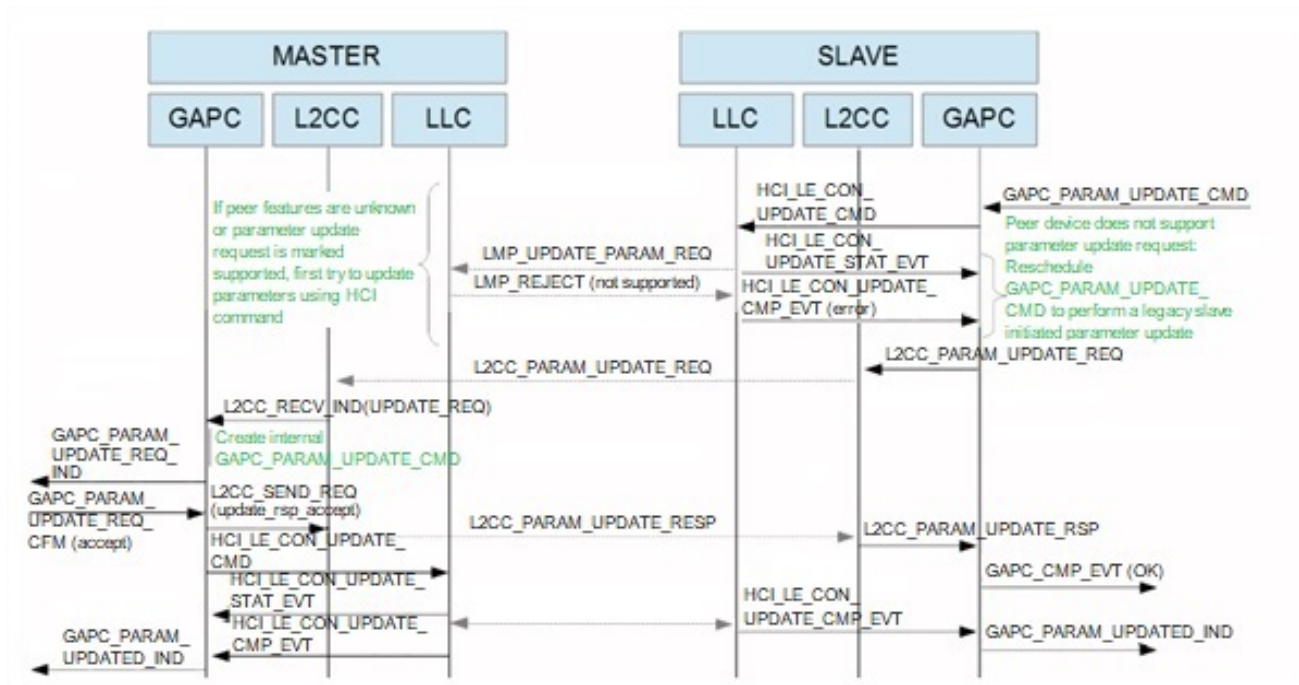 MASTER
SLAVE
GAPC
L2CC
LLC
LLC
L2CC
GAPC
HCI_LE_CON_
UPDATE_CMD
GAPC_PARAM_UPDATE_CMD
If peer features are unknown
or parameter update
request is marked
supported, first try to update
parameters using HCI
command
Peer device does not support
parameter update request:
Reschedule
GAPC_PARAM_UPDATE_
CMD to perform a legacy slave
initiated parameter update
LMP_UPDATE_PARAM_REQ
HCI_LE_CON_
UPDATE_STAT_EVT
LMP_REJECT (not supported)
HCI_LE_CON_UPDATE_
CMP_EVT (error)
L2CC_PARAM_UPDATE_REQ
L2CC_PARAM_UPDATE_REQ
L2CC_RECV_IND(UPDATE_REQ)
GAPC_PARAM_
UPDATE_REQ_
IND
Create internal
GAPC_PARAM_UPDATE_CMD
GAPC_PARAM_
UPDATE_REQ_
CFM (accept)
L2CC_SEND_REQ
(update_rsp_accept)
L2CC_PARAM_UPDATE_RESP
L2CC_PARAM_UPDATE_RSP
HCI_LE_CON_UPDATE_
CMD
GAPC_CMP_EVT (OK)
HCI_LE_CON_UPDATE_
STAT_EVT
HCI_LE_CON_
UPDATE_CMP_EVT
HCI_LE_CON_UPDATE_
CMP_EVT
GAPC_PARAM_UPDATED_IND
GAPC_PARAM_
UPDATED_IND